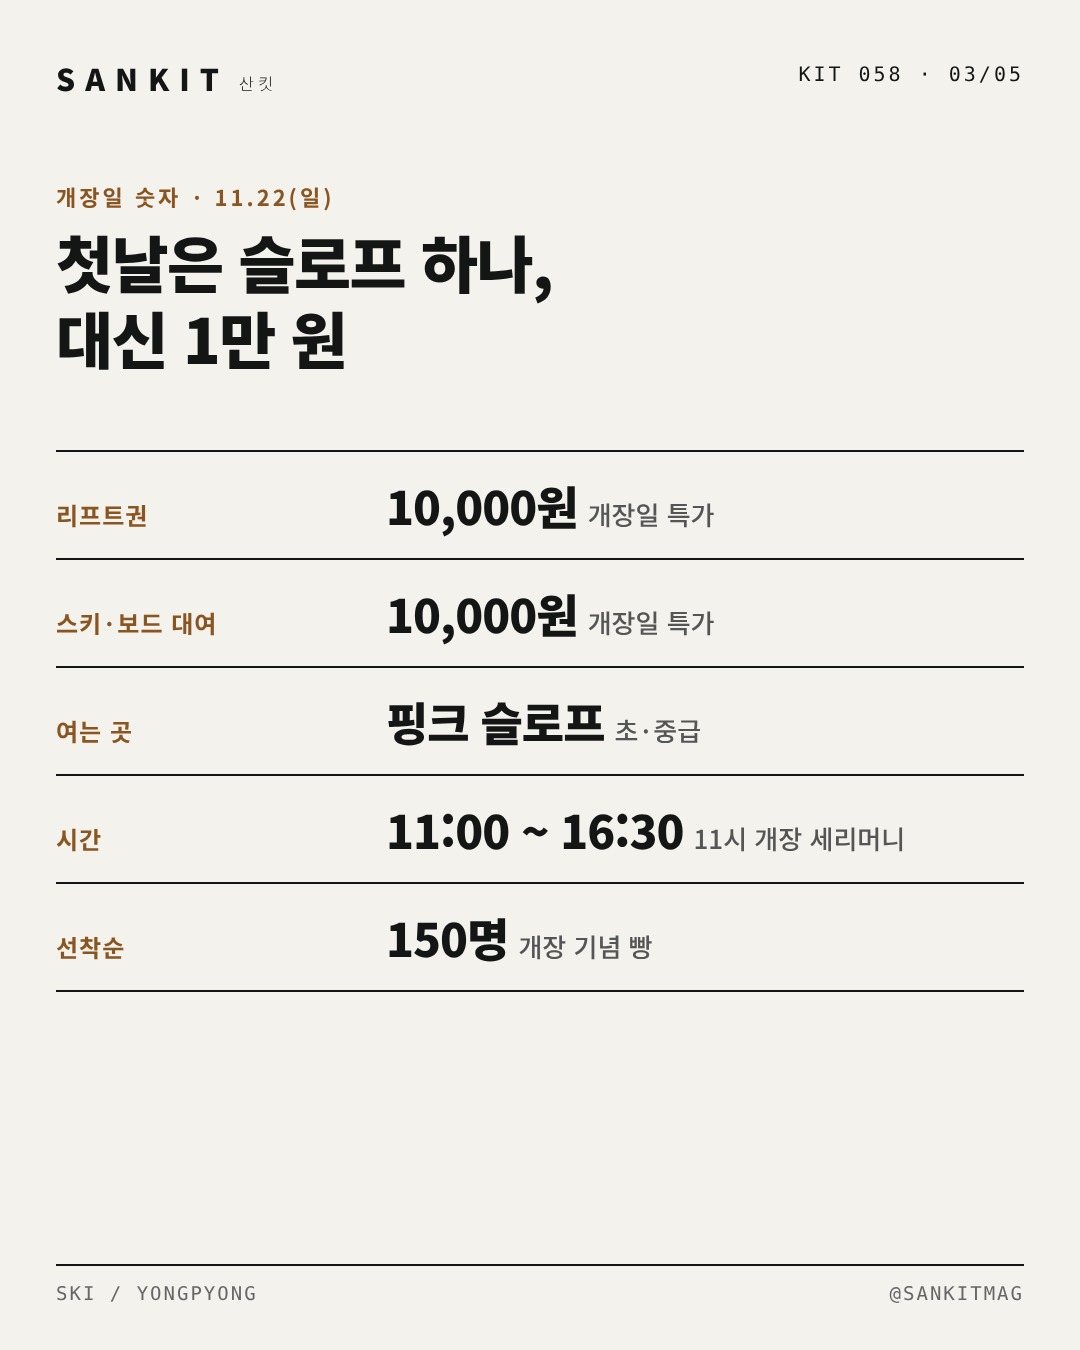 SANKIT 산킷
KIT 058 · 03/05
개장일 숫자 · 11.22(일)
첫날은 슬로프 하나,
대신 1만 원
리프트권 10,000원 개장일 특가
스키·보드 대여 10,000원 개장일 특가
여는 곳 핑크 슬로프 초·중급
시간 11:00 ~ 16:30 11시 개장 세리머니
선착순 150명 개장 기념 빵
SKI / YONGPYONG
@SANKITMAG